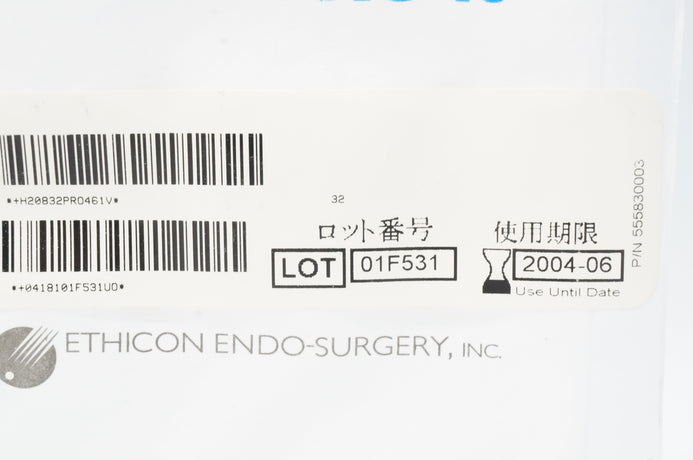 *+H20832PR0461V*
32
ロット番号
使用期限
LOT
01F531
2004-06
Use Until Date
*+0418101F531U0*
P/N 555830003
ETHICON ENDO-SURGERY, INC.